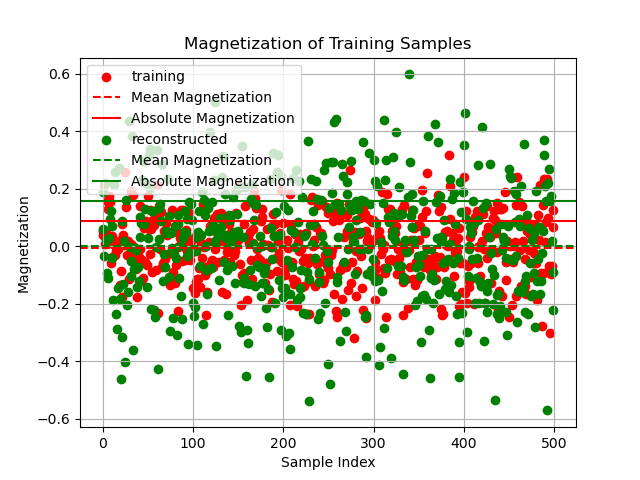 Magnetization of Training Samples
training
Mean Magnetization
Absolute Magnetization
reconstructed
Mean Magnetization
Absolute Magnetization
0.6
0.4
0.2
0.0
−0.2
−0.4
−0.6
Magnetization
0 100 200 300 400 500
Sample Index